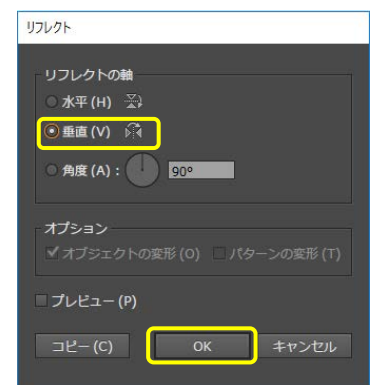 リフレクト
リフレクトの軸
水平 (H)
垂直 (V)
角度 (A) : 90°
オプション
オブジェクトの変形 (O) パターンの変形 (T)
プレビュー (P)
コピー (C) OK キャンセル